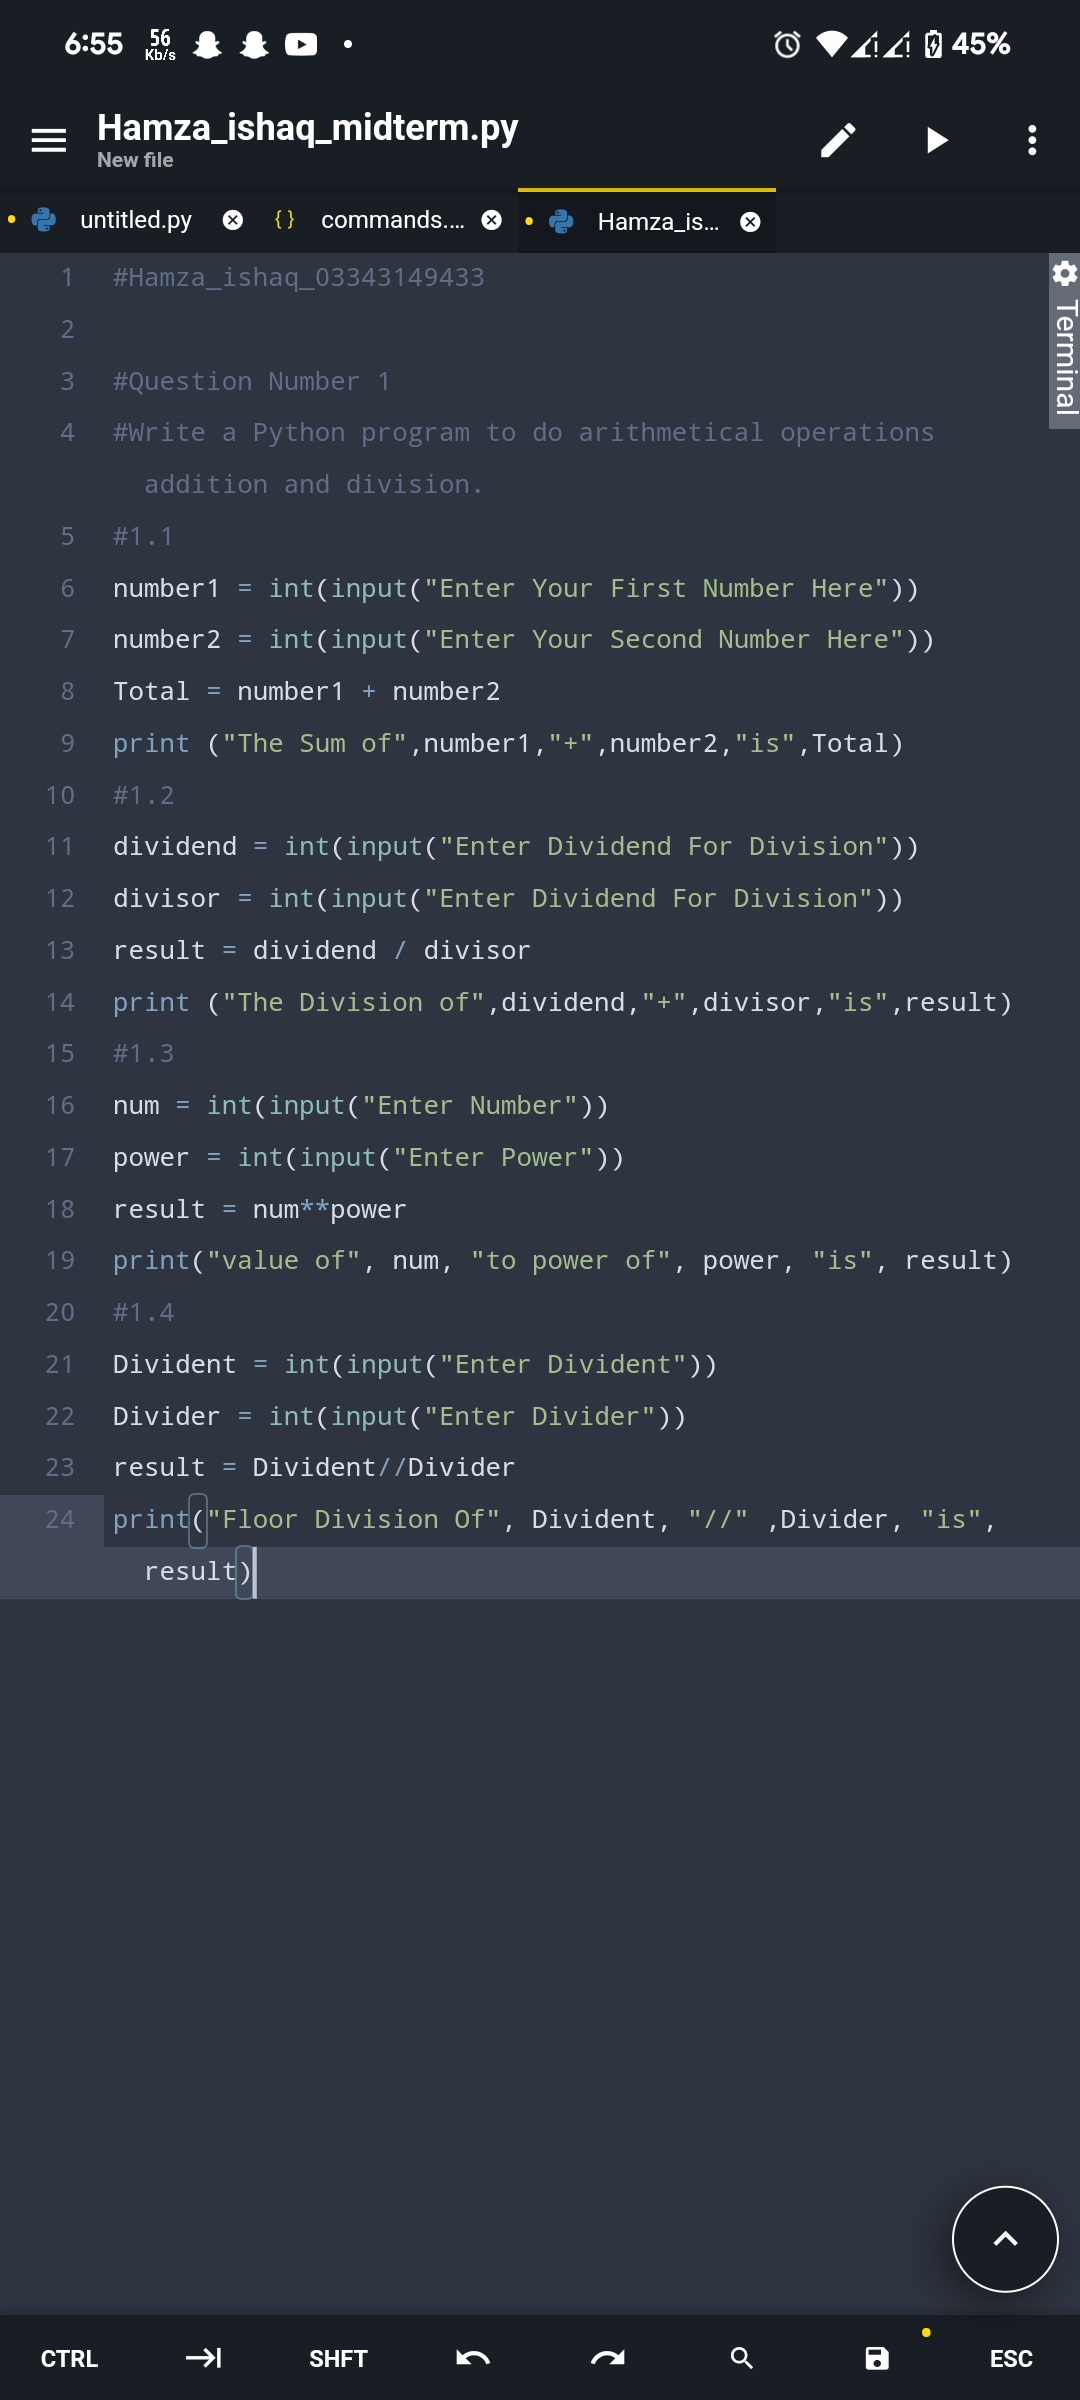 6:55 56 Kb/s 45%
Hamza_ishaq_midterm.py
New file
untitled.py {} commands.... Hamza_is...
Terminal
1 #Hamza_ishaq_03343149433
2
3 #Question Number 1
4 #Write a Python program to do arithmetical operations
addition and division.
5 #1.1
6 number1 = int(input("Enter Your First Number Here"))
7 number2 = int(input("Enter Your Second Number Here"))
8 Total = number1 + number2
9 print ("The Sum of",number1,"+",number2,"is",Total)
10 #1.2
11 dividend = int(input("Enter Dividend For Division"))
12 divisor = int(input("Enter Dividend For Division"))
13 result = dividend / divisor
14 print ("The Division of",dividend,"+",divisor,"is",result)
15 #1.3
16 num = int(input("Enter Number"))
17 power = int(input("Enter Power"))
18 result = num**power
19 print("value of", num, "to power of", power, "is", result)
20 #1.4
21 Divident = int(input("Enter Divident"))
22 Divider = int(input("Enter Divider"))
23 result = Divident//Divider
24 print("Floor Division Of", Divident, "//" ,Divider, "is",
result)
CTRL SHFT ESC